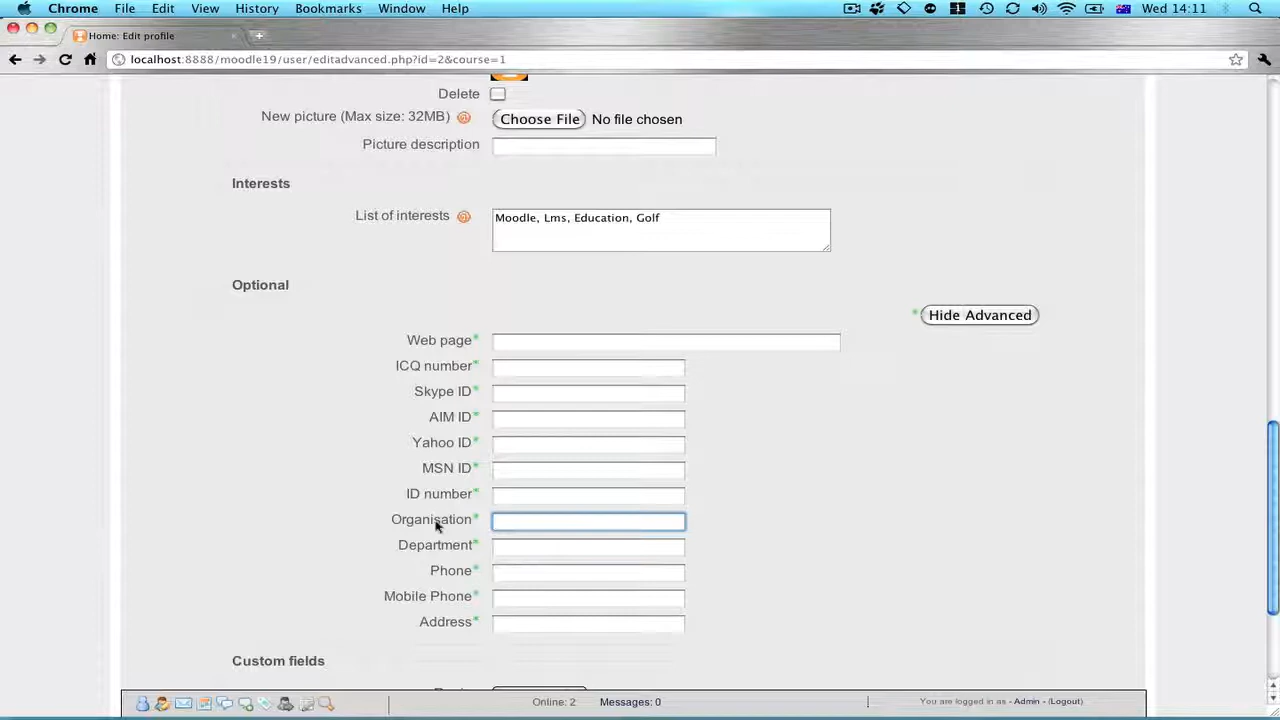 Chrome File Edit View History Bookmarks Window Help Wed 14:11
Home: Edit profile
localhost:8888/moodle19/user/editadvanced.php?id=2&course=1
Delete
New picture (Max size: 32MB) Choose File No file chosen
Picture description
Interests
List of interests Moodle, Lms, Education, Golf
Optional
* Hide Advanced
Web page*
ICQ number*
Skype ID*
AIM ID*
Yahoo ID*
MSN ID*
ID number*
Organisation*
Department*
Phone*
Mobile Phone*
Address*
Custom fields
Online: 2 Messages: 0 You are logged in as - Admin - (Logout)